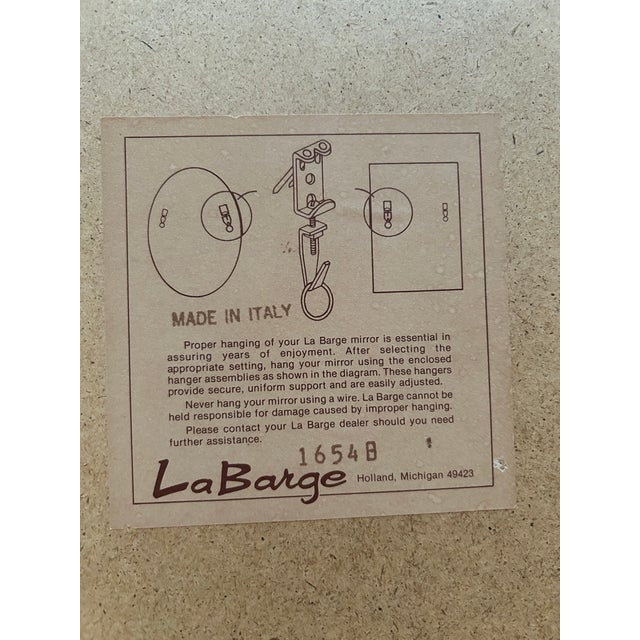 MADE IN ITALY
Proper hanging of your La Barge mirror is essential in
assuring years of enjoyment. After selecting the
appropriate setting, hang your mirror using the enclosed
hanger assemblies as shown in the diagram. These hangers
provide secure, uniform support and are easily adjusted.
Never hang your mirror using a wire. La Barge cannot be
held responsible for damage caused by improper hanging.
Please contact your La Barge dealer should you need
further assistance.
1654B
LaBarge Holland, Michigan 49423